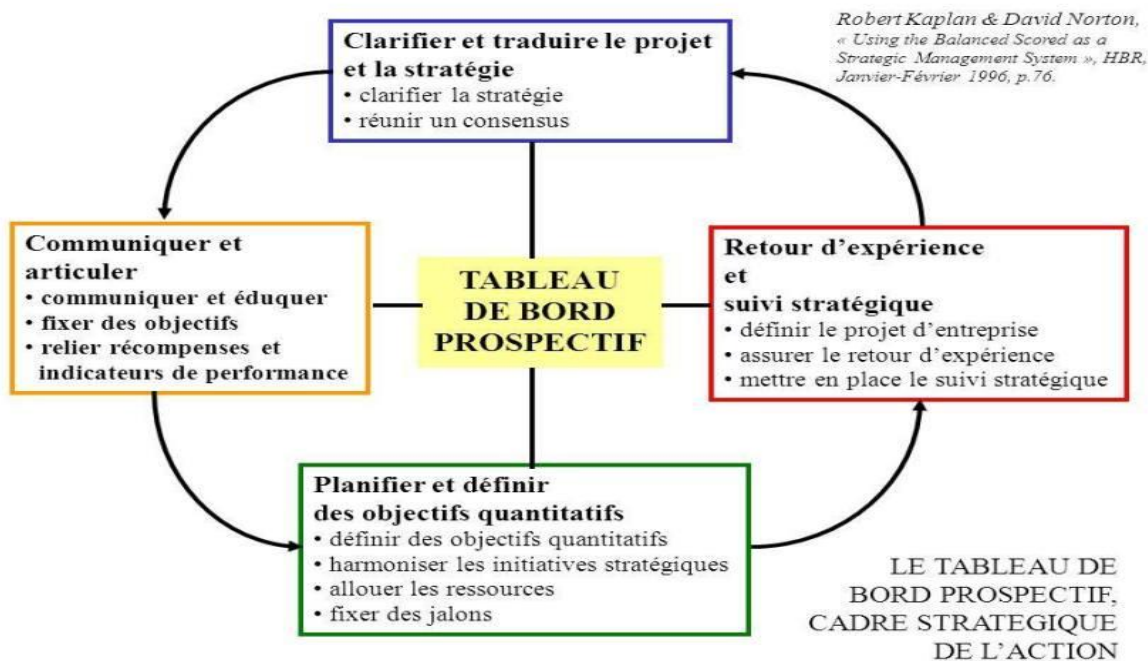 Robert Kaplan & David Norton,
« Using the Balanced Scored as a
Strategic Management System », HBR,
Janvier-Février 1996, p.76.
Clarifier et traduire le projet
et la stratégie
• clarifier la stratégie
• réunir un consensus
Communiquer et
articuler
• communiquer et éduquer
• fixer des objectifs
• relier récompenses et
indicateurs de performance
TABLEAU
DE BORD
PROSPECTIF
Retour d’expérience
et
suivi stratégique
• définir le projet d’entreprise
• assurer le retour d’expérience
• mettre en place le suivi stratégique
Planifier et définir
des objectifs quantitatifs
• définir des objectifs quantitatifs
• harmoniser les initiatives stratégiques
• allouer les ressources
• fixer des jalons
LE TABLEAU DE
BORD PROSPECTIF,
CADRE STRATEGIQUE
DE L’ACTION